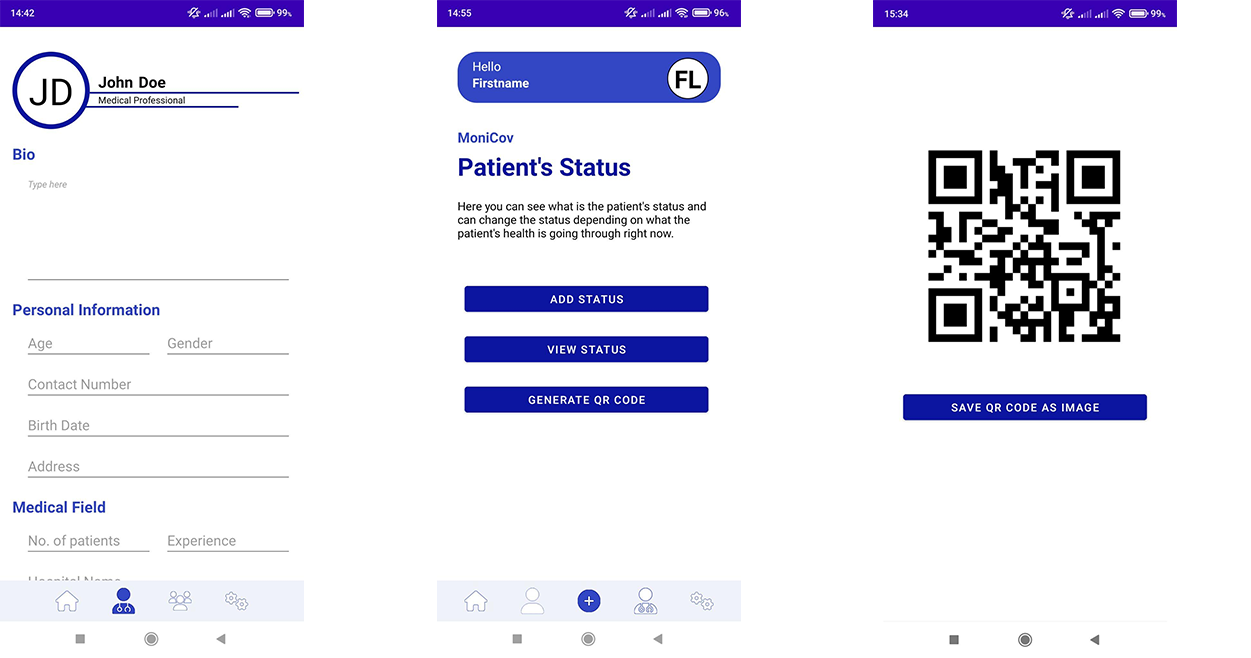 14:42
99%
JD
John Doe
Medical Professional
Bio
Type here
Personal Information
Age
Gender
Contact Number
Birth Date
Address
Medical Field
No. of patients
Experience
Hospital Name
14:55
96%
Hello
Firstname
FL
MoniCov
Patient's Status
Here you can see what is the patient's status and
can change the status depending on what the
patient's health is going through right now.
ADD STATUS
VIEW STATUS
GENERATE QR CODE
15:34
99%
SAVE QR CODE AS IMAGE